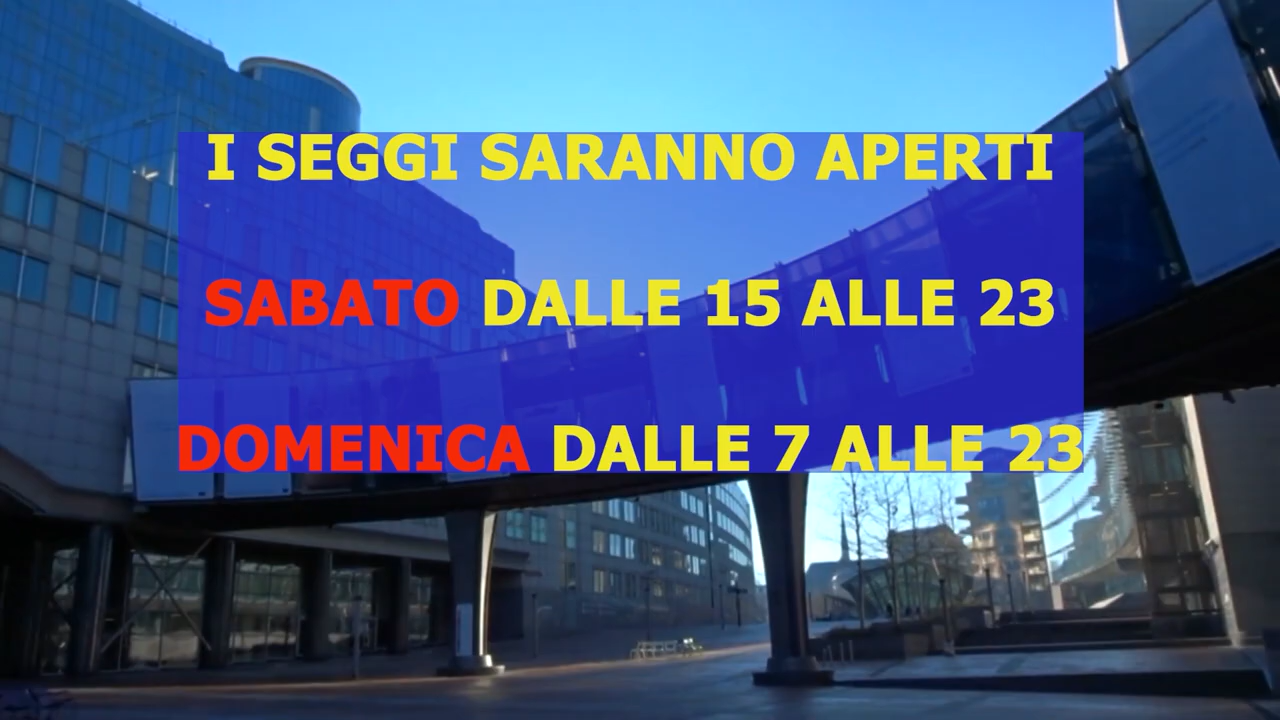 I SEGGI SARANNO APERTI
SABATO DALLE 15 ALLE 23
DOMENICA DALLE 7 ALLE 23